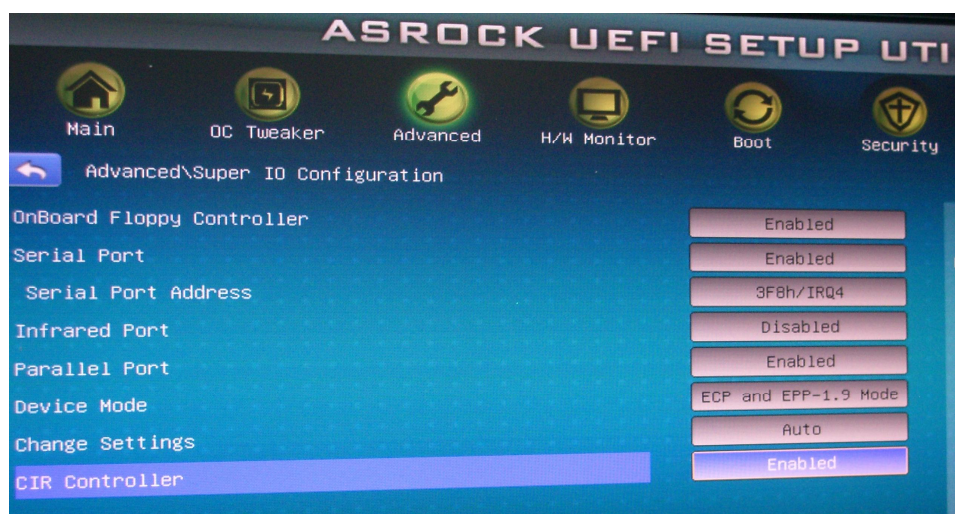 ASROCK UEFI SETUP UTI
Main OC Tweaker Advanced H/W Monitor Boot Security
Advanced\Super IO Configuration
OnBoard Floppy Controller Enabled
Serial Port Enabled
Serial Port Address 3F8h/IRQ4
Infrared Port Disabled
Parallel Port Enabled
Device Mode ECP and EPP-1.9 Mode
Change Settings Auto
CIR Controller Enabled